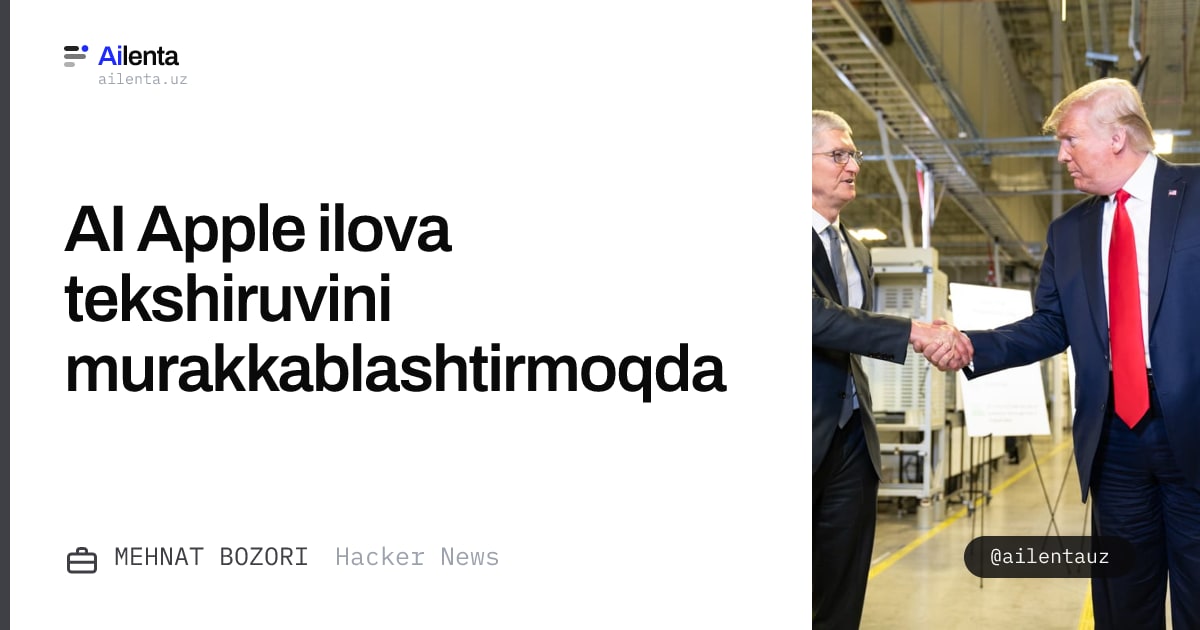 Ailenta
ailenta.uz
AI Apple ilova
tekshiruvini
murakkablashtirmoqda
MEHNAT BOZORI Hacker News
@ailentauz